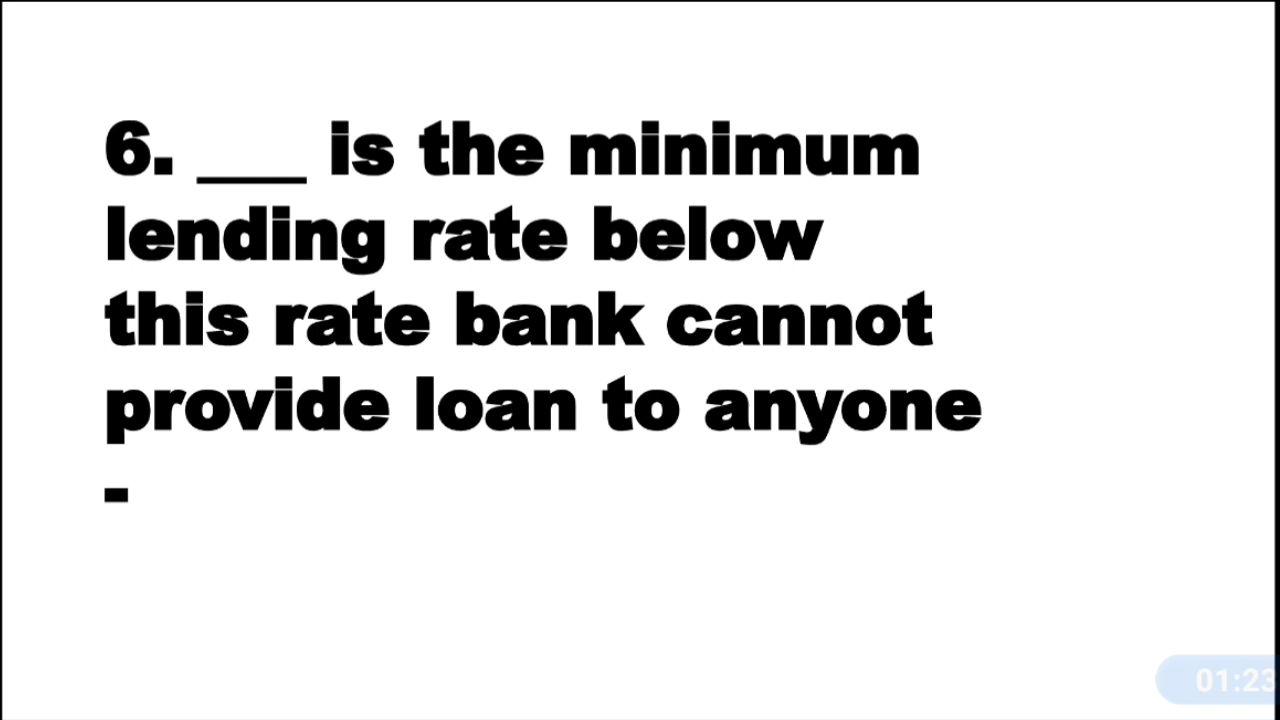 6. ___ is the minimum
lending rate below
this rate bank cannot
provide loan to anyone
-
01:23